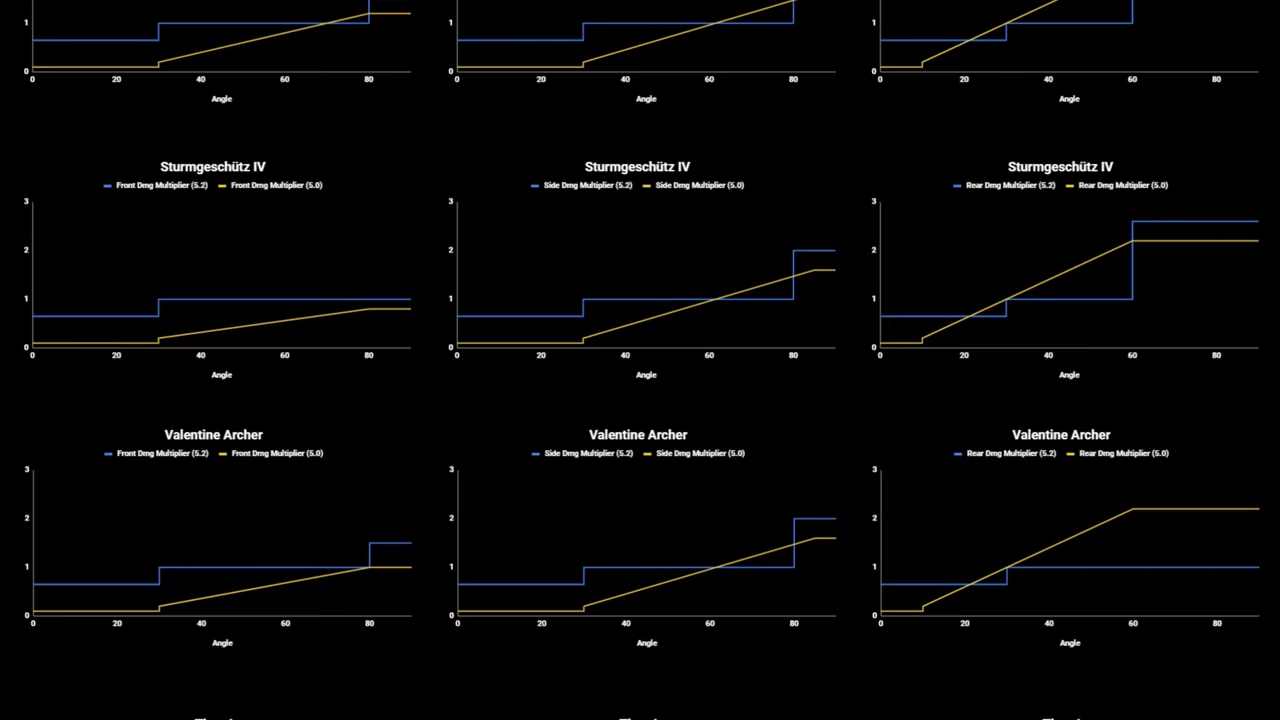 1 1 1
0 0 0
0 20 40 60 80 0 20 40 60 80 0 20 40 60 80
Angle Angle Angle
Sturmgeschütz IV Sturmgeschütz IV Sturmgeschütz IV
Front Dmg Multiplier (5.2) Front Dmg Multiplier (5.0) Side Dmg Multiplier (5.2) Side Dmg Multiplier (5.0) Rear Dmg Multiplier (5.2) Rear Dmg Multiplier (5.0)
3 3 3
2 2 2
1 1 1
0 0 0
0 20 40 60 80 0 20 40 60 80 0 20 40 60 80
Angle Angle Angle
Valentine Archer Valentine Archer Valentine Archer
Front Dmg Multiplier (5.2) Front Dmg Multiplier (5.0) Side Dmg Multiplier (5.2) Side Dmg Multiplier (5.0) Rear Dmg Multiplier (5.2) Rear Dmg Multiplier (5.0)
3 3 3
2 2 2
1 1 1
0 0 0
0 20 40 60 80 0 20 40 60 80 0 20 40 60 80
Angle Angle Angle